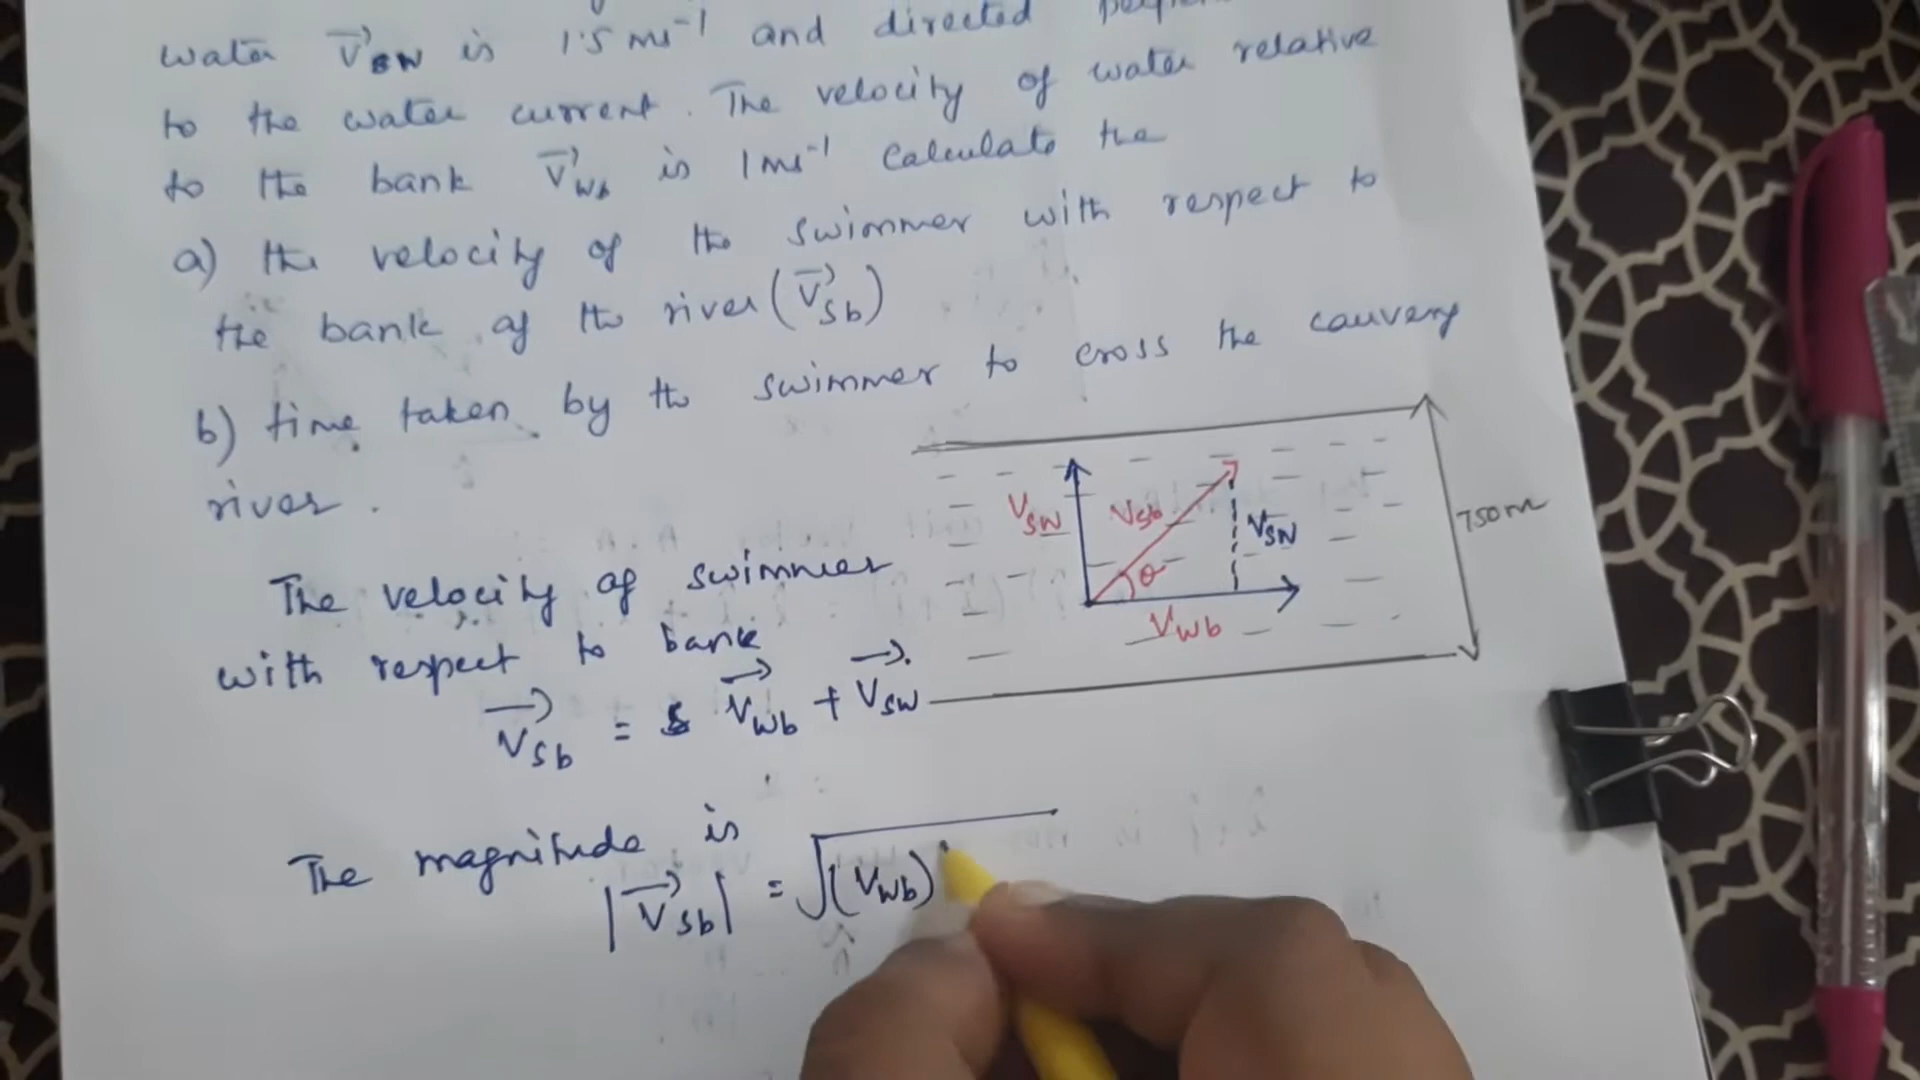 water V⃗SW is 1.5 ms⁻¹ and directed
to the water current. The velocity of water relative
to the bank V⃗wb is 1 ms⁻¹ Calculate the
a) the velocity of the swimmer with respect to
the bank of the river (V⃗Sb)
b) time taken by the swimmer to cross the cauvery
river.
VSW Vsb θ VSW Vwb 750m
The velocity of swimmer
with respect to bank
V⃗Sb = V⃗wb + V⃗SW
The magnitude is
|V⃗Sb| = √(Vwb)